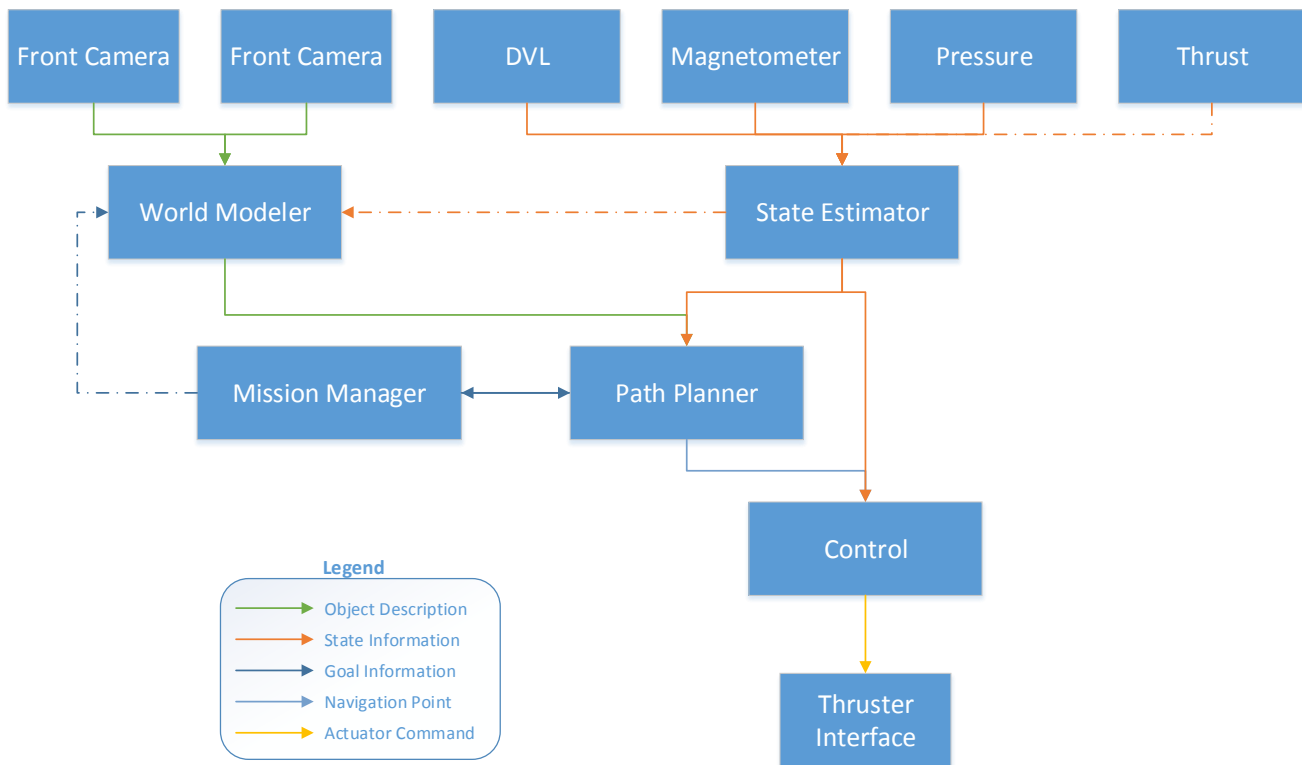 Front Camera
Front Camera
DVL
Magnetometer
Pressure
Thrust
World Modeler
State Estimator
Mission Manager
Path Planner
Control
Legend
Object Description
State Information
Goal Information
Navigation Point
Actuator Command
Thruster
Interface